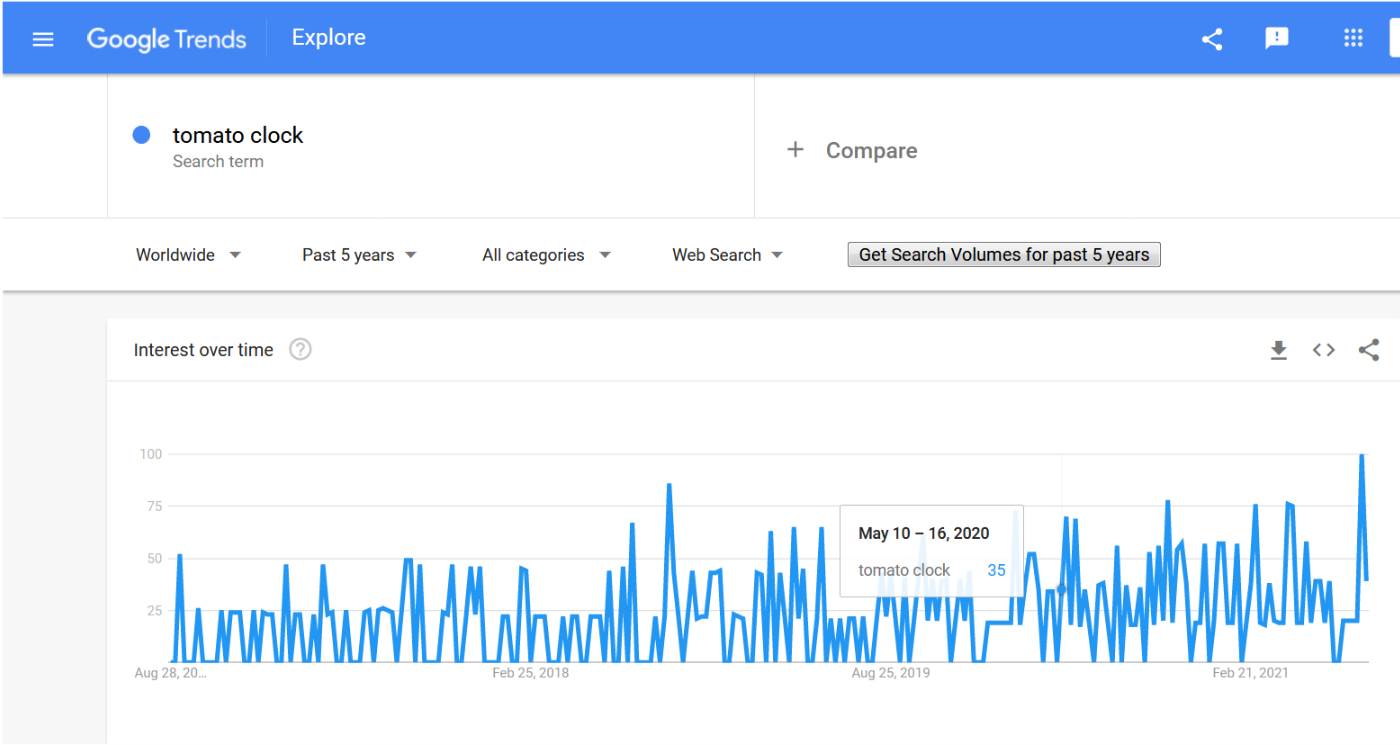 Google Trends Explore
tomato clock
Search term
+ Compare
Worldwide Past 5 years All categories Web Search Get Search Volumes for past 5 years
Interest over time ?
100
75
50
25
May 10 – 16, 2020
tomato clock 35
Aug 28, 20... Feb 25, 2018 Aug 25, 2019 Feb 21, 2021